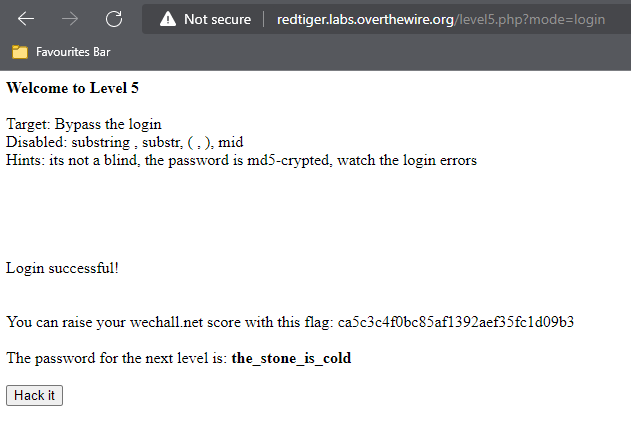 Not secure | redtiger.labs.overthewire.org/level5.php?mode=login
Favourites Bar
Welcome to Level 5
Target: Bypass the login
Disabled: substring , substr, ( , ), mid
Hints: its not a blind, the password is md5-crypted, watch the login errors
Login successful!
You can raise your wechall.net score with this flag: ca5c3c4f0bc85af1392aef35fc1d09b3
The password for the next level is: the_stone_is_cold
Hack it